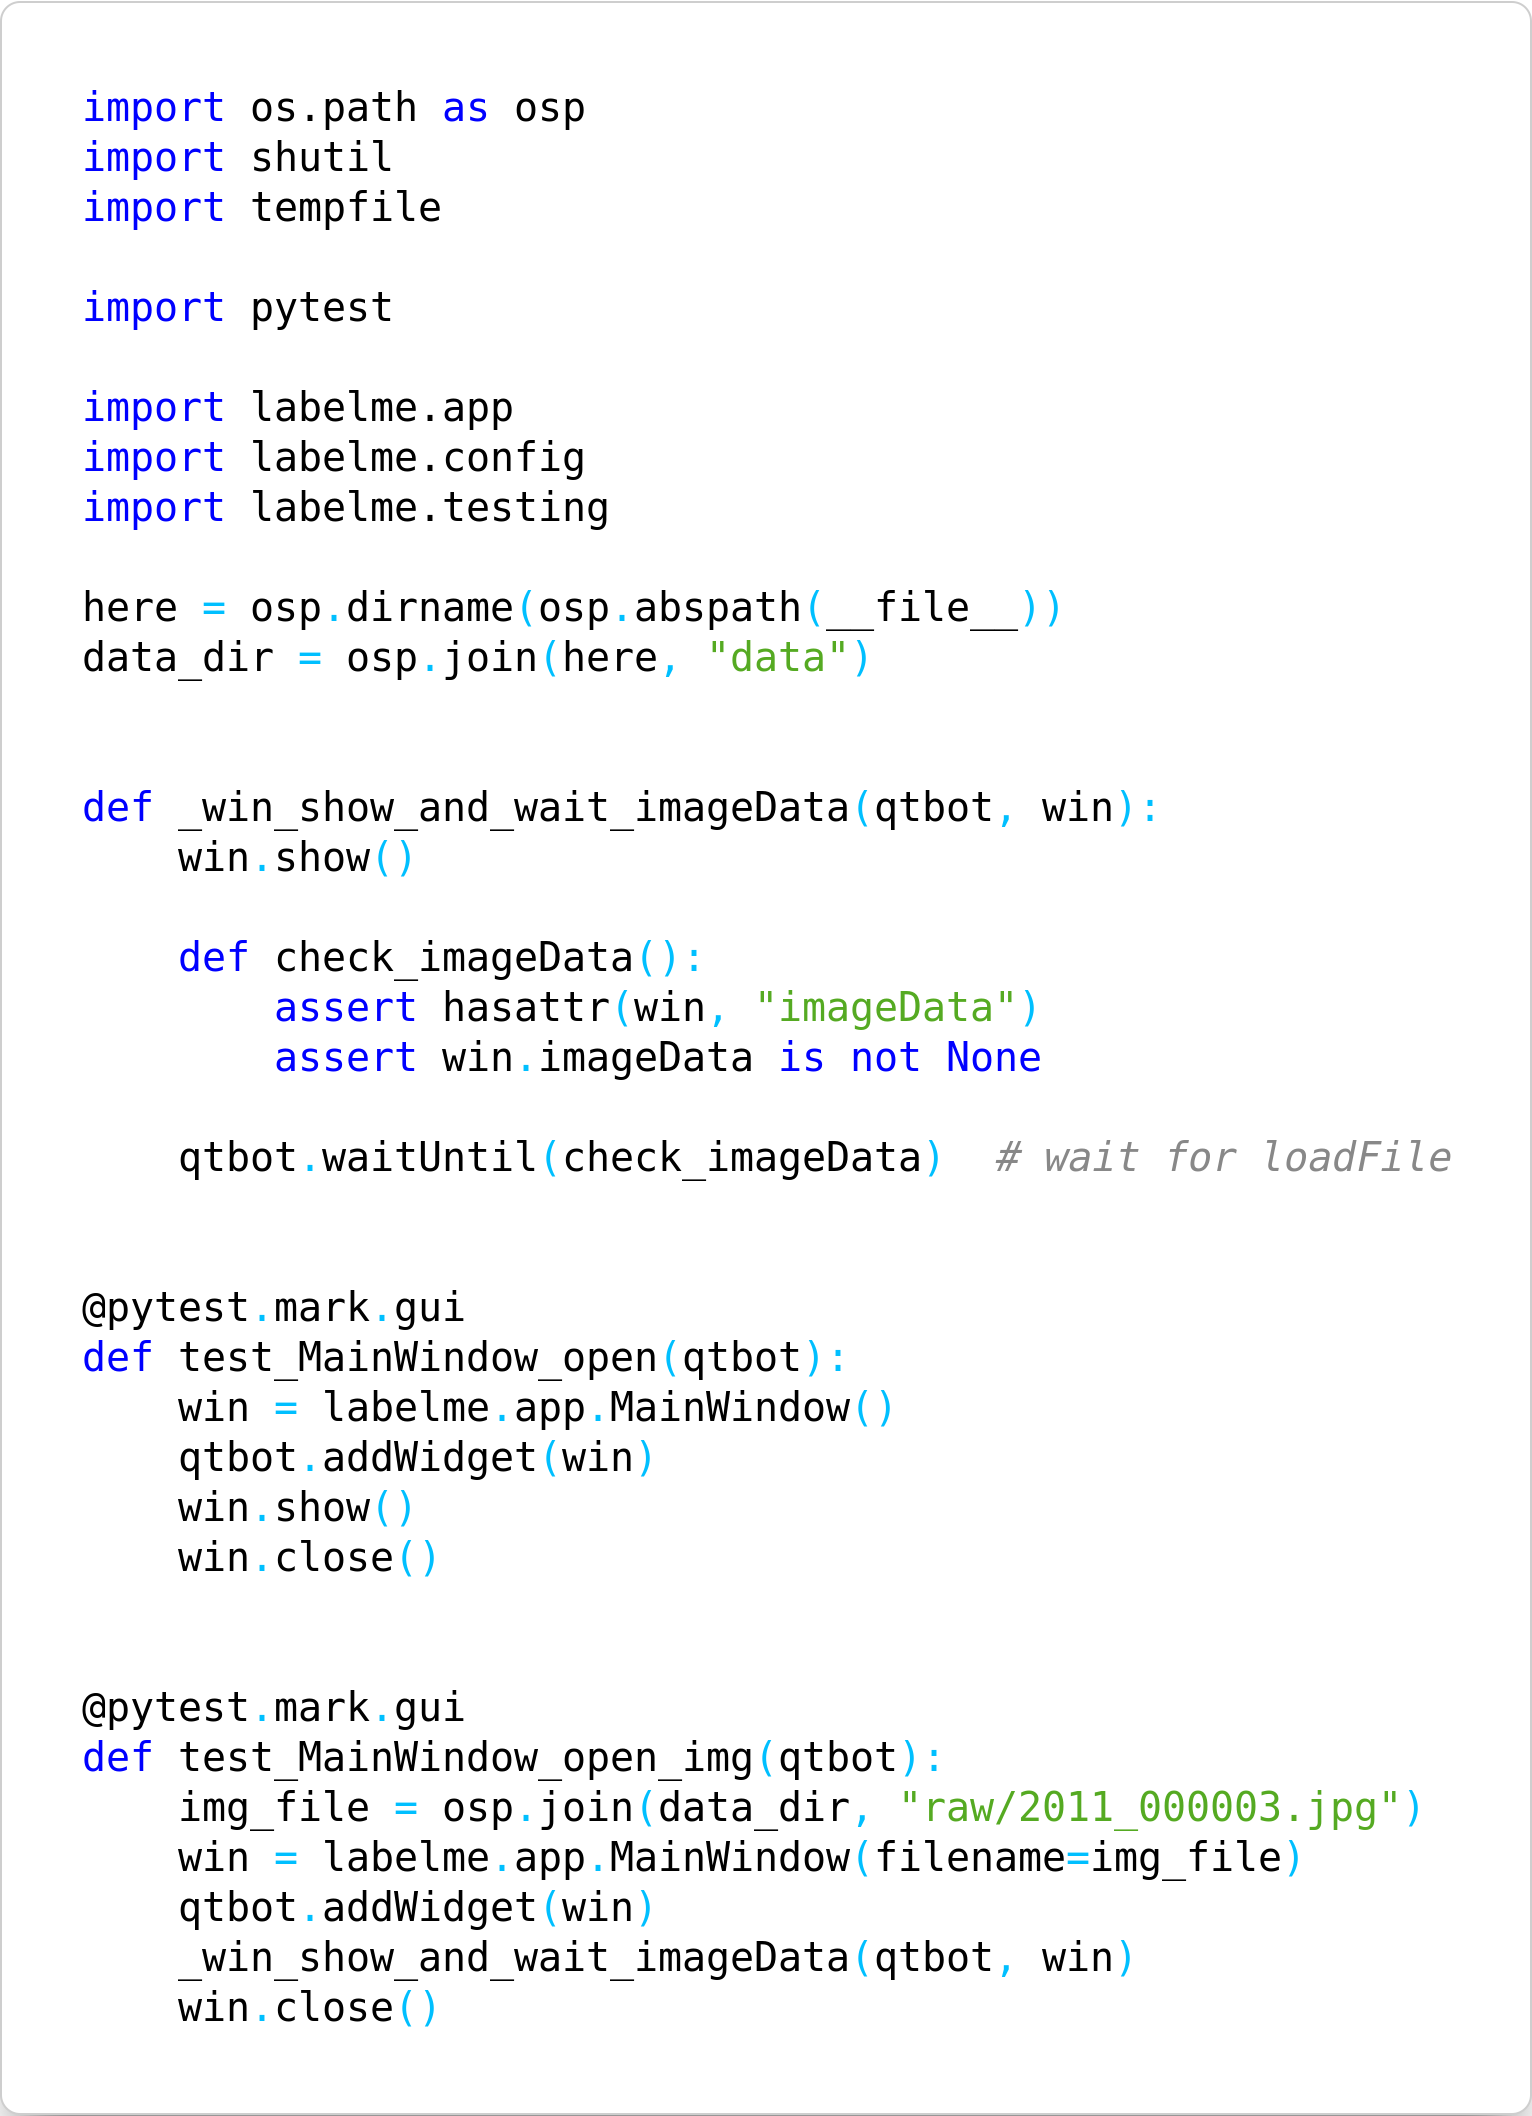 import os.path as osp
import shutil
import tempfile

import pytest

import labelme.app
import labelme.config
import labelme.testing

here = osp.dirname(osp.abspath(__file__))
data_dir = osp.join(here, "data")


def _win_show_and_wait_imageData(qtbot, win):
    win.show()

    def check_imageData():
        assert hasattr(win, "imageData")
        assert win.imageData is not None

    qtbot.waitUntil(check_imageData)  # wait for loadFile


@pytest.mark.gui
def test_MainWindow_open(qtbot):
    win = labelme.app.MainWindow()
    qtbot.addWidget(win)
    win.show()
    win.close()


@pytest.mark.gui
def test_MainWindow_open_img(qtbot):
    img_file = osp.join(data_dir, "raw/2011_000003.jpg")
    win = labelme.app.MainWindow(filename=img_file)
    qtbot.addWidget(win)
    _win_show_and_wait_imageData(qtbot, win)
    win.close()